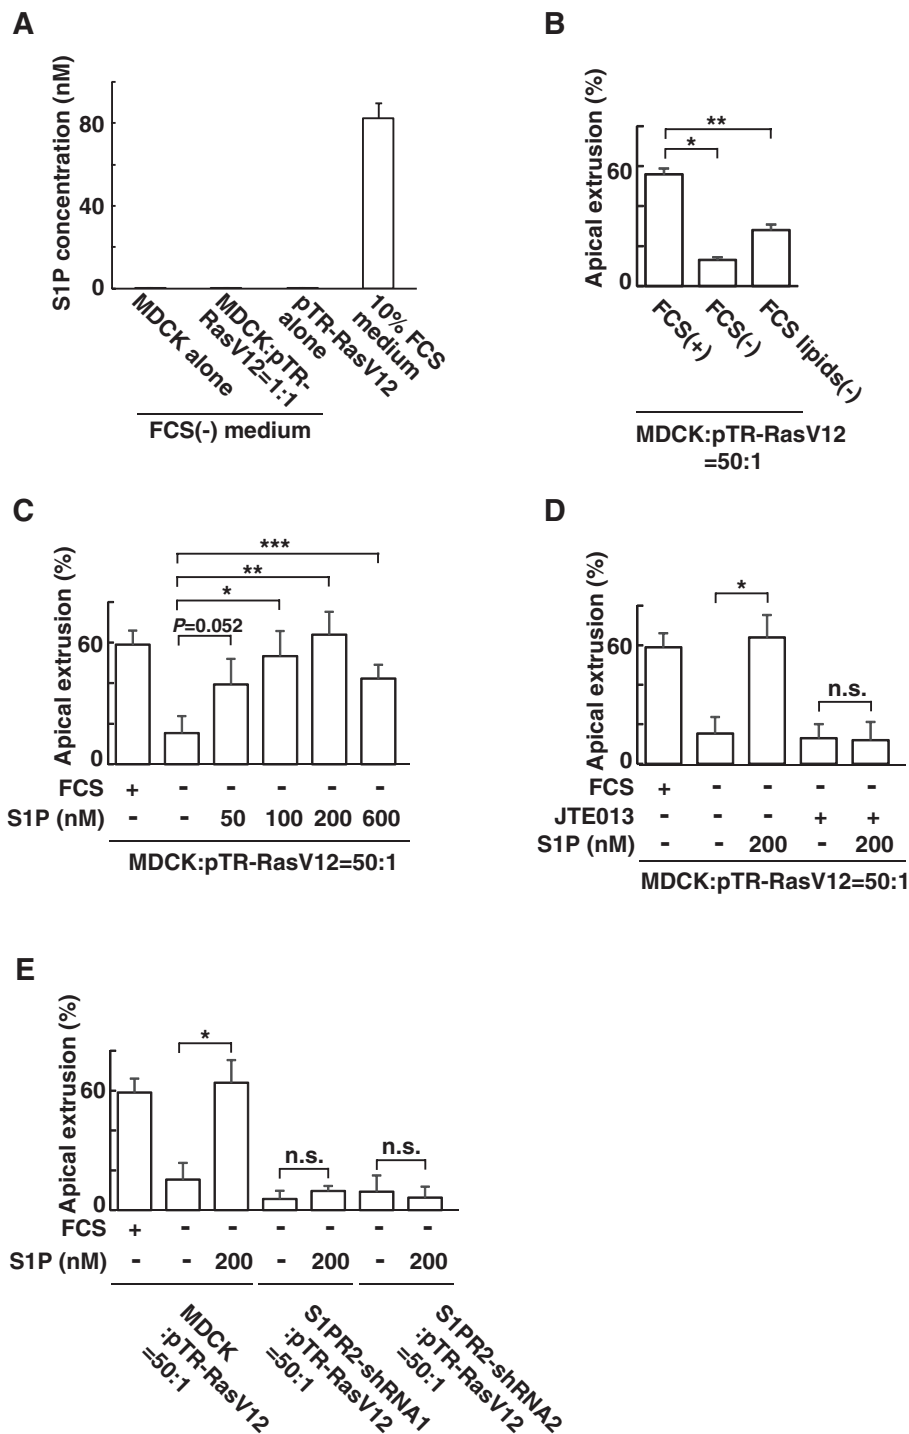 A
S1P concentration (nM)
80
40
0
MDCK alone
MDCK:pTR-
RasV12=1:1
pTR-RasV12
alone
10% FCS
medium
FCS(-) medium
B
Apical extrusion (%)
**
*
60
0
FCS(+)
FCS(-)
FCS lipids(-)
MDCK:pTR-RasV12
=50:1
C
Apical extrusion (%)
***
**
*
P=0.052
60
0
FCS + - - - - -
S1P (nM) - - 50 100 200 600
MDCK:pTR-RasV12=50:1
D
Apical extrusion (%)
*
n.s.
60
0
FCS + - - - -
JTE013 - - - + +
S1P (nM) - - 200 - 200
MDCK:pTR-RasV12=50:1
E
Apical extrusion (%)
*
n.s.
n.s.
60
0
FCS + - - - - - -
S1P (nM) - - 200 - 200 - 200
MDCK
:pTR-RasV12
=50:1
S1PR2-shRNA1
:pTR-RasV12
=50:1
S1PR2-shRNA2
:pTR-RasV12
=50:1